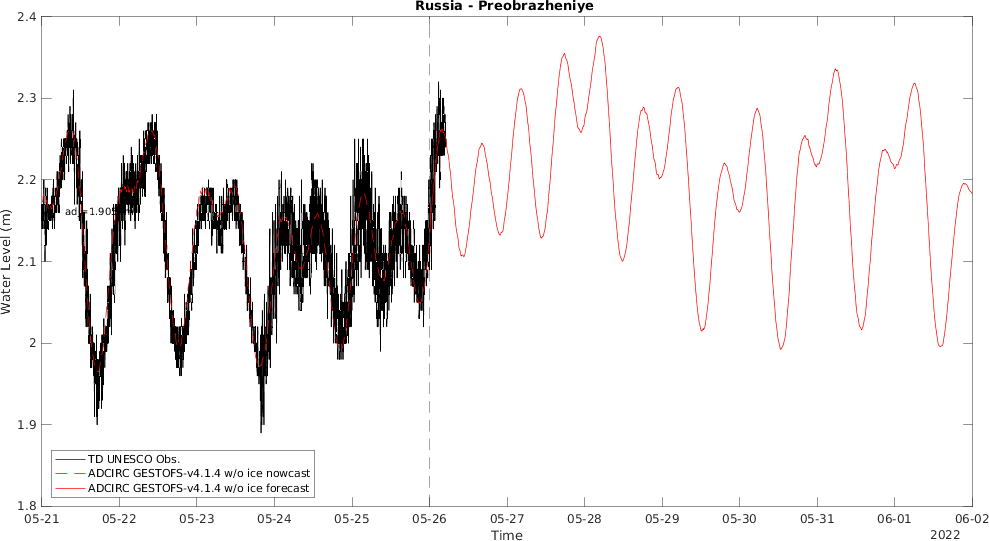 Russia - Preobrazheniye
2.4
2.3
2.2
2.1
2
1.9
1.8
Water Level (m)
TD UNESCO Obs.
ADCIRC GESTOFS-v4.1.4 w/o ice nowcast
ADCIRC GESTOFS-v4.1.4 w/o ice forecast
05-21 05-22 05-23 05-24 05-25 05-26 05-27 05-28 05-29 05-30 05-31 06-01 06-02
Time
2022